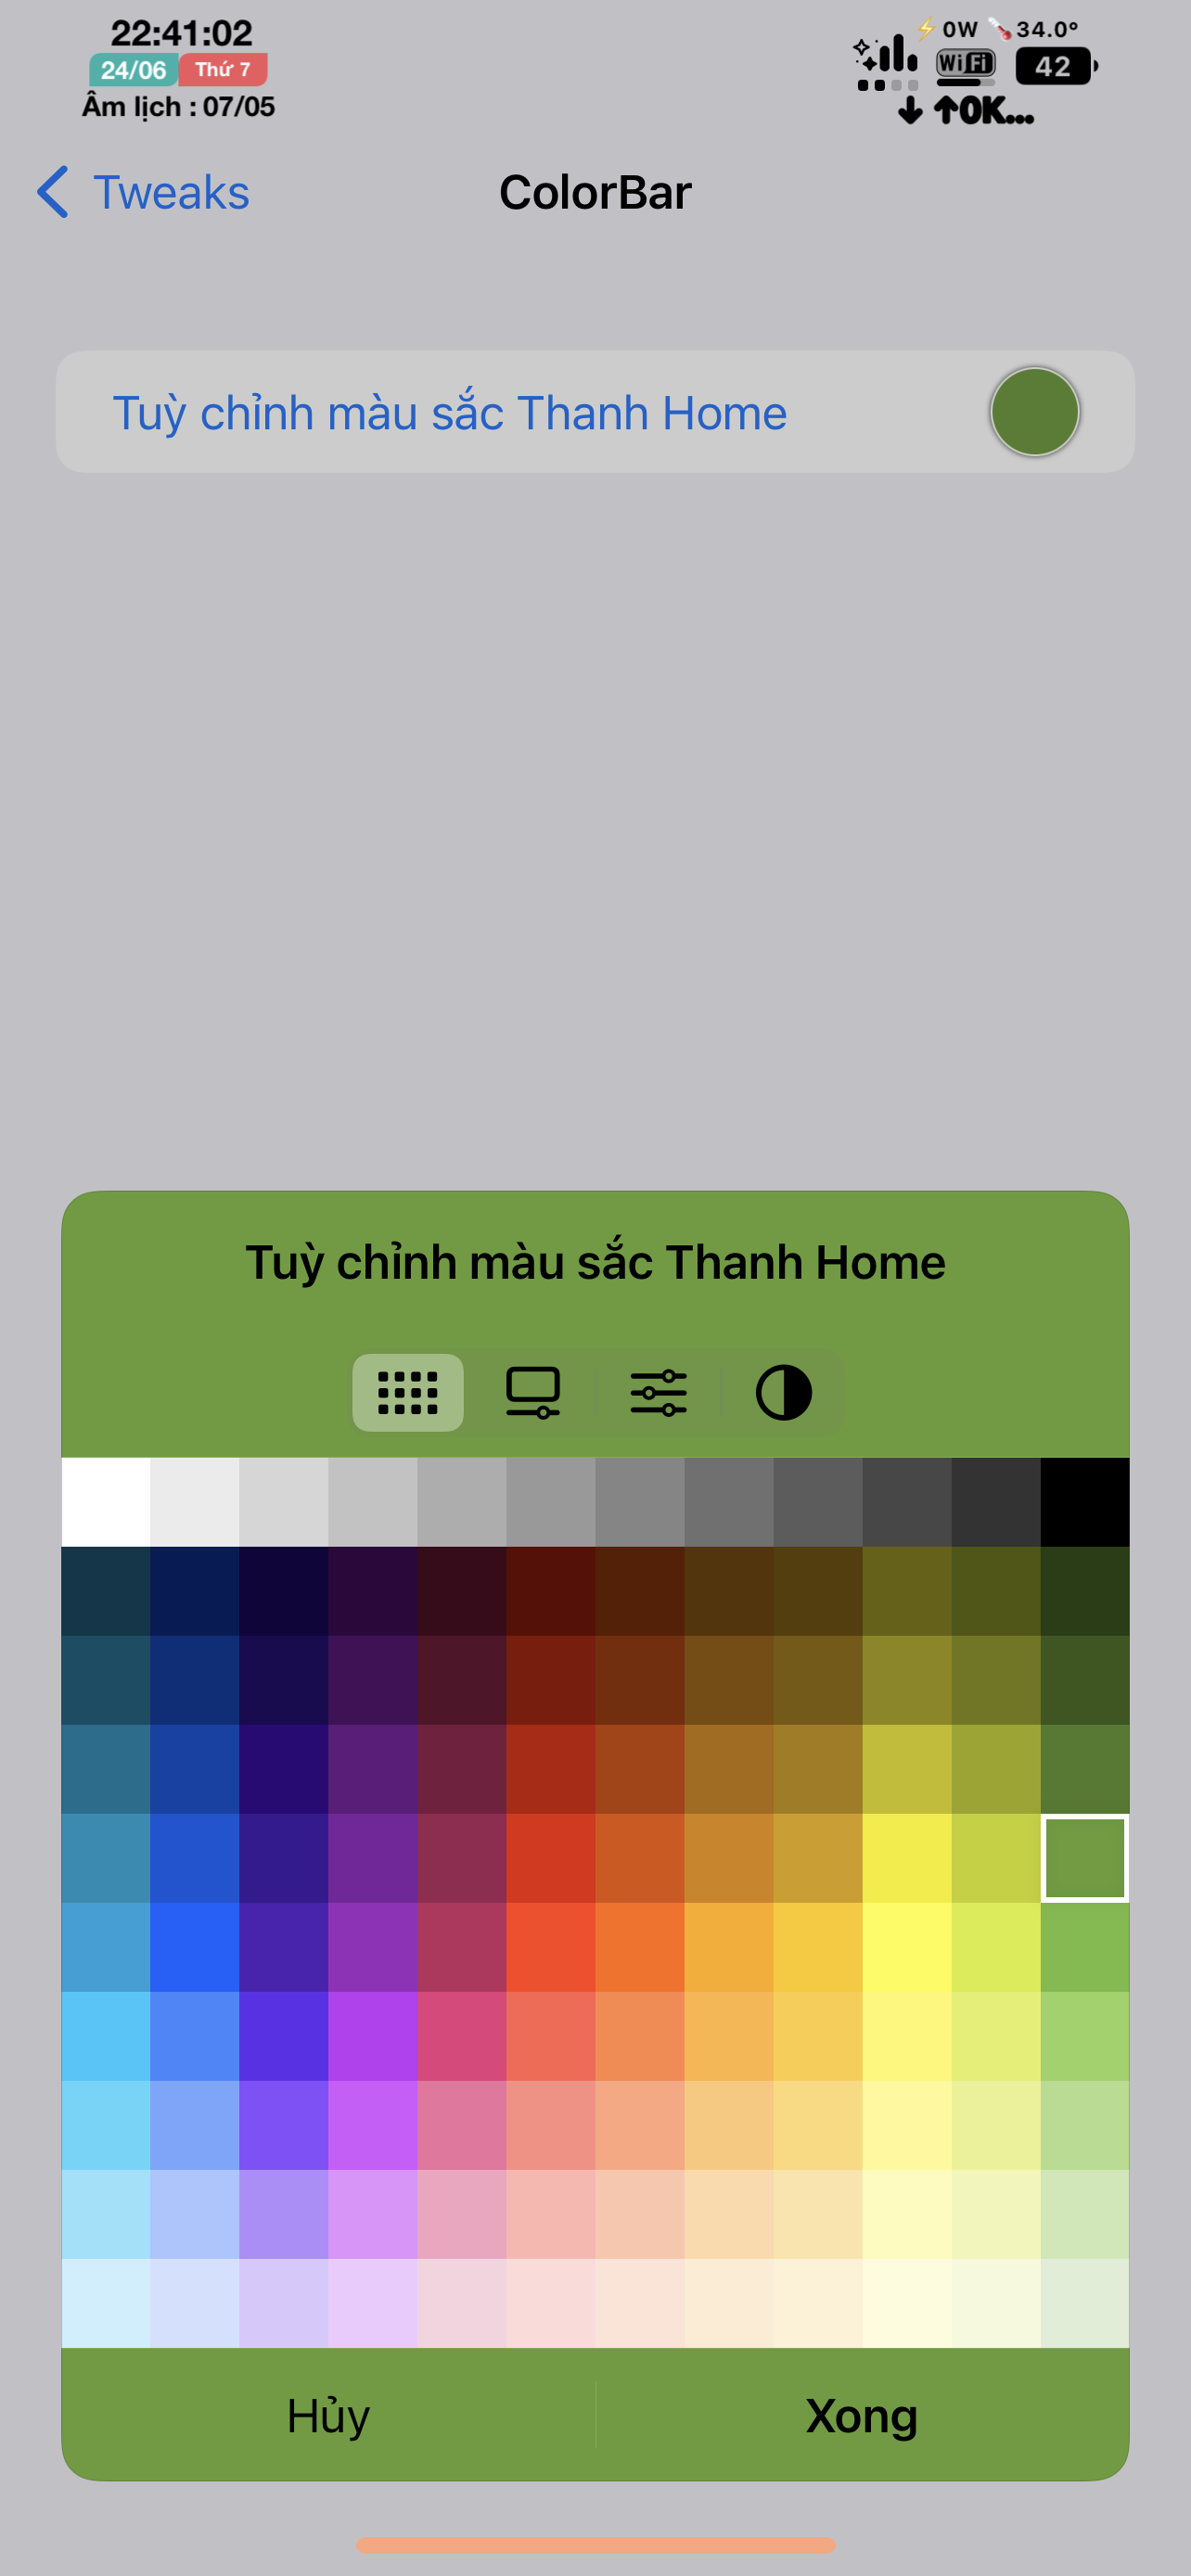 22:41:02
24/06 Thứ 7
Âm lịch : 07/05
0W 34.0°
WiFi 42
↓ ↑0K...
Tweaks
ColorBar
Tuỳ chỉnh màu sắc Thanh Home
Tuỳ chỉnh màu sắc Thanh Home
Hủy
Xong